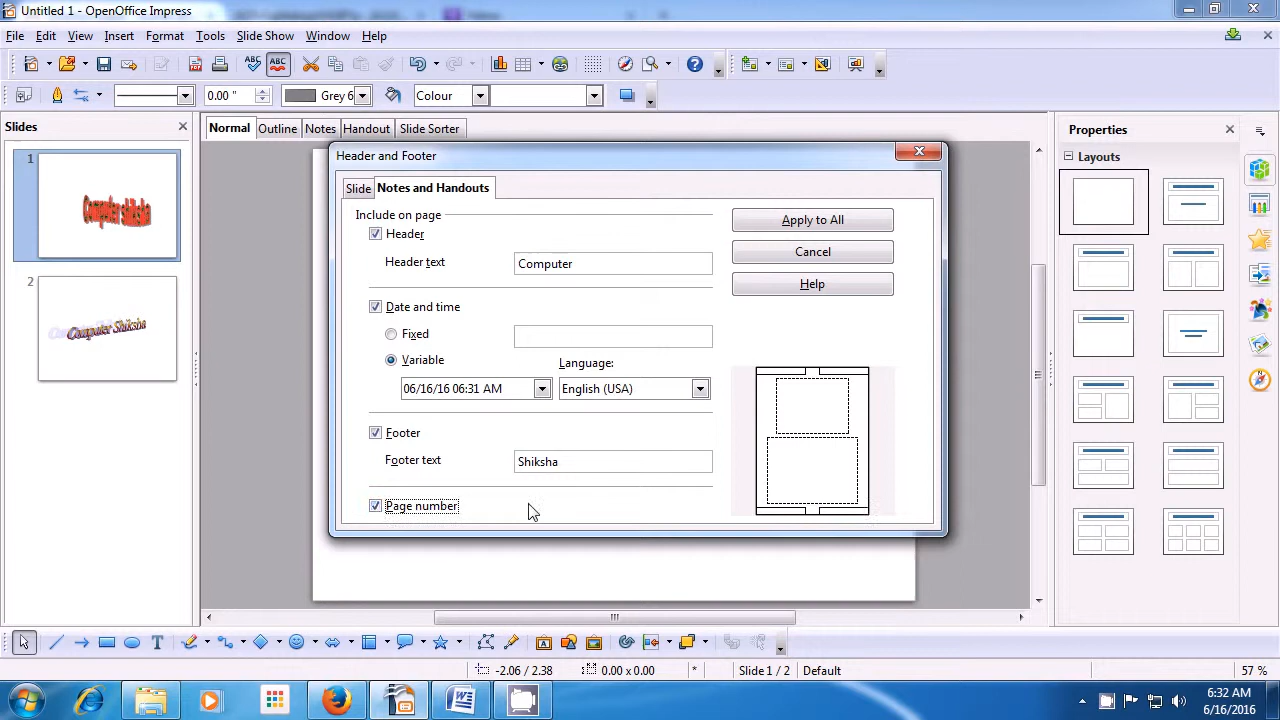 Untitled 1 - OpenOffice Impress
File Edit View Insert Format Tools Slide Show Window Help
ABC ABC
0.00 " Grey 6 Colour
Slides
Normal Outline Notes Handout Slide Sorter
Properties
Layouts
1
Computer shiksha
2
Computer Shiksha
Header and Footer
Slide Notes and Handouts
Include on page
Header
Header text Computer
Date and time
Fixed
Variable Language:
06/16/16 06:31 AM English (USA)
Footer
Footer text Shiksha
Page number
Apply to All
Cancel
Help
-2.06 / 2.38 0.00 x 0.00 * Slide 1 / 2 Default 57 %
6:32 AM
6/16/2016